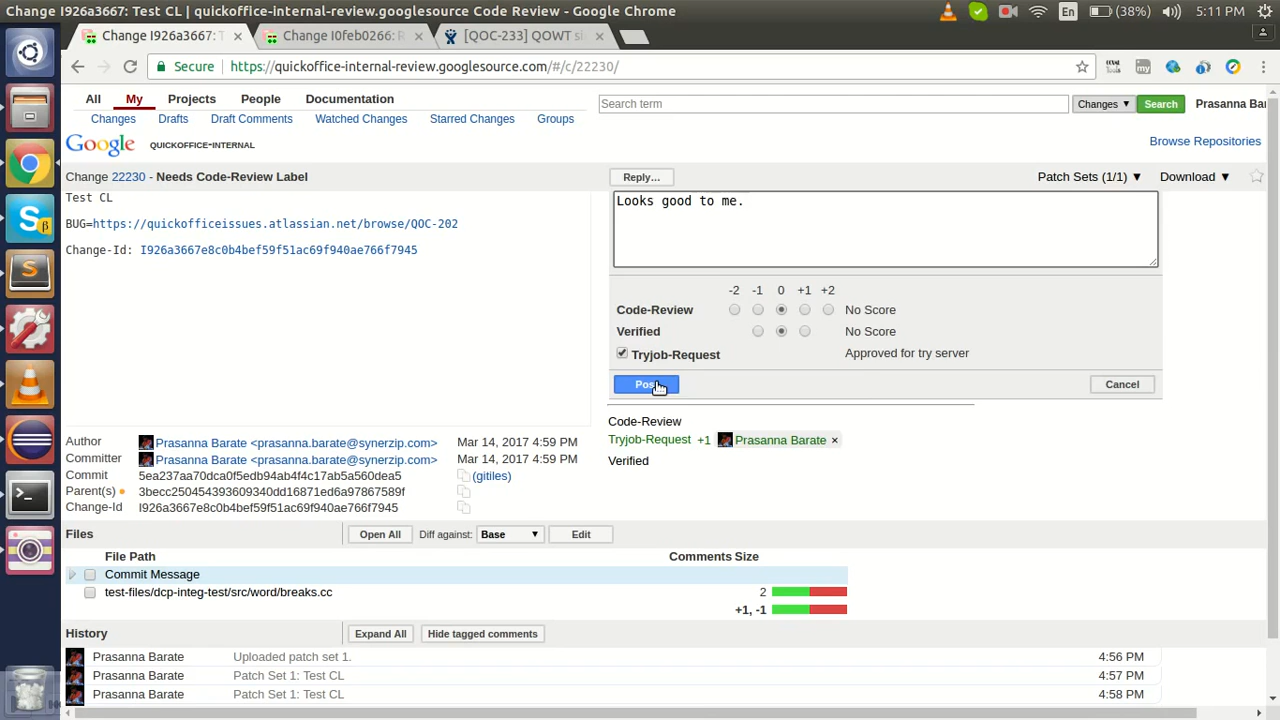 Change I926a3667: Test CL | quickoffice-internal-review.googlesource Code Review - Google Chrome
En (38%) 5:11 PM
Change I926a3667: T × Change I0feb0266: R × [QOC-233] QOWT si ×
Secure https://quickoffice-internal-review.googlesource.com/#/c/22230/
All My Projects People Documentation
Search term Changes ▼ Search Prasanna Bar
Changes Drafts Draft Comments Watched Changes Starred Changes Groups
Google QUICKOFFICE-INTERNAL
Browse Repositories
Change 22230 - Needs Code-Review Label
Reply…
Patch Sets (1/1) ▼ Download ▼
Test CL
Looks good to me.
BUG=https://quickofficeissues.atlassian.net/browse/QOC-202
Change-Id: I926a3667e8c0b4bef59f51ac69f940ae766f7945
-2 -1 0 +1 +2
Code-Review No Score
Verified No Score
Tryjob-Request Approved for try server
Pos Cancel
Code-Review
Tryjob-Request +1 Prasanna Barate ×
Verified
Author Prasanna Barate <prasanna.barate@synerzip.com> Mar 14, 2017 4:59 PM
Committer Prasanna Barate <prasanna.barate@synerzip.com> Mar 14, 2017 4:59 PM
Commit 5ea237aa70dca0f5edb94ab4f4c17ab5a560dea5 (gitiles)
Parent(s) 3becc250454393609340dd16871ed6a97867589f
Change-Id I926a3667e8c0b4bef59f51ac69f940ae766f7945
Files Open All Diff against: Base ▼ Edit
File Path Comments Size
Commit Message
test-files/dcp-integ-test/src/word/breaks.cc 2
+1, -1
History Expand All Hide tagged comments
Prasanna Barate Uploaded patch set 1. 4:56 PM
Prasanna Barate Patch Set 1: Test CL 4:57 PM
Prasanna Barate Patch Set 1: Test CL 4:58 PM